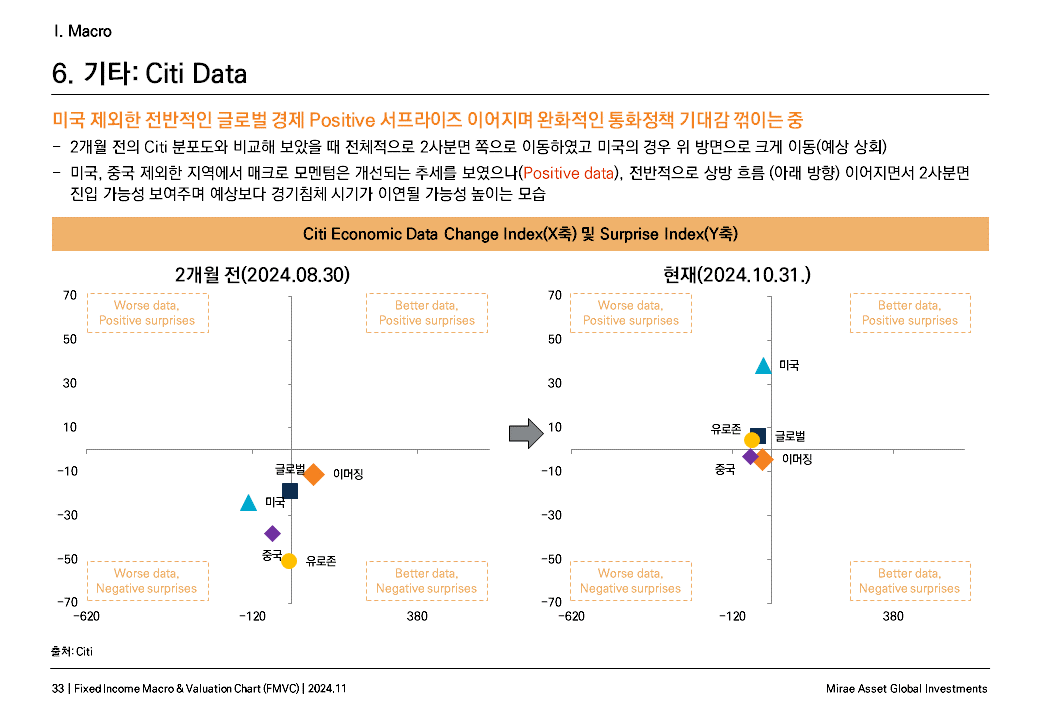 I. Macro
6. 기타: Citi Data
미국 제외한 전반적인 글로벌 경제 Positive 서프라이즈 이어지며 완화적인 통화정책 기대감 꺾이는 중
– 2개월 전의 Citi 분포도와 비교해 보았을 때 전체적으로 2사분면 쪽으로 이동하였고 미국의 경우 위 방면으로 크게 이동(예상 상회)
– 미국, 중국 제외한 지역에서 매크로 모멘텀은 개선되는 추세를 보였으나(Positive data), 전반적으로 상방 흐름 (아래 방향) 이어지면서 2사분면
진입 가능성 보여주며 예상보다 경기침체 시기가 이연될 가능성 높이는 모습
Citi Economic Data Change Index(X축) 및 Surprise Index(Y축)
2개월 전(2024.08.30)
70
50
30
10
-10
-30
-50
-70
-620
-120
380
Worse data,
Positive surprises
Better data,
Positive surprises
글로벌
이머징
미국
중국
유로존
Worse data,
Negative surprises
Better data,
Negative surprises
현재(2024.10.31.)
70
50
30
10
-10
-30
-50
-70
-620
-120
380
Worse data,
Positive surprises
Better data,
Positive surprises
미국
유로존
글로벌
중국
이머징
Worse data,
Negative surprises
Better data,
Negative surprises
출처: Citi
33 | Fixed Income Macro & Valuation Chart (FMVC) | 2024.11
Mirae Asset Global Investments